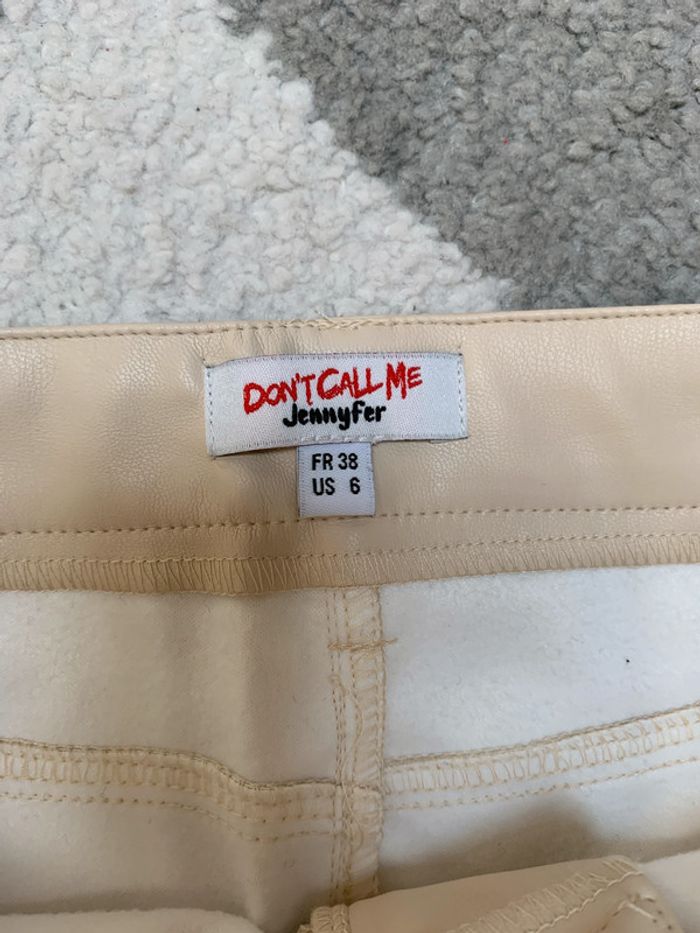 DON'T CALL ME
Jennyfer
FR 38
US 6